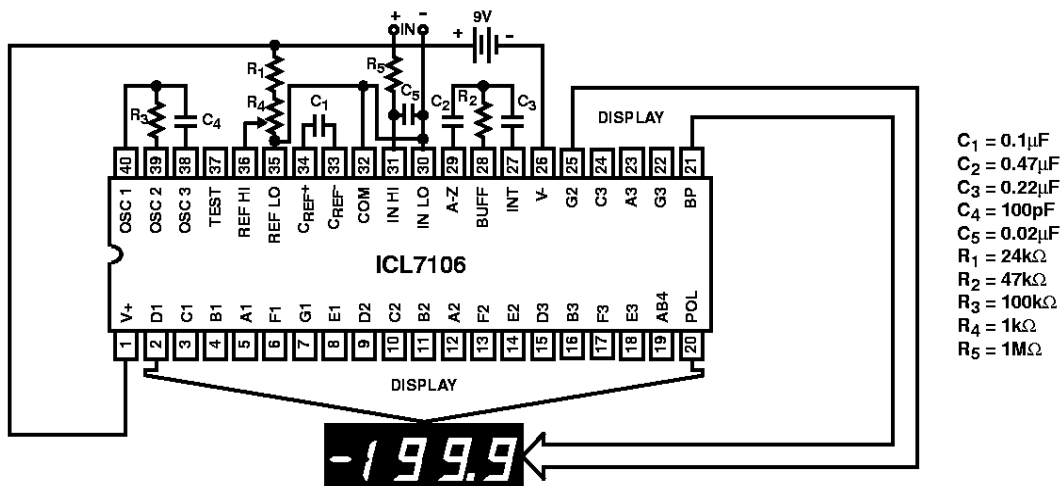 + IN -
9V
+ -
R1
R5
R4
C1
C5
C2
R2
C3
R3
C4
DISPLAY
40 39 38 37 36 35 34 33 32 31 30 29 28 27 26 25 24 23 22 21
OSC 1
OSC 2
OSC 3
TEST
REF HI
REF LO
CREF+
CREF-
COM
IN HI
IN LO
A-Z
BUFF
INT
V-
G2
C3
A3
G3
BP
ICL7106
V+
D1
C1
B1
A1
F1
G1
E1
D2
C2
B2
A2
F2
E2
D3
B3
F3
E3
AB4
POL
1 2 3 4 5 6 7 8 9 10 11 12 13 14 15 16 17 18 19 20
DISPLAY
-199.9
C1 = 0.1µF
C2 = 0.47µF
C3 = 0.22µF
C4 = 100pF
C5 = 0.02µF
R1 = 24kΩ
R2 = 47kΩ
R3 = 100kΩ
R4 = 1kΩ
R5 = 1MΩ